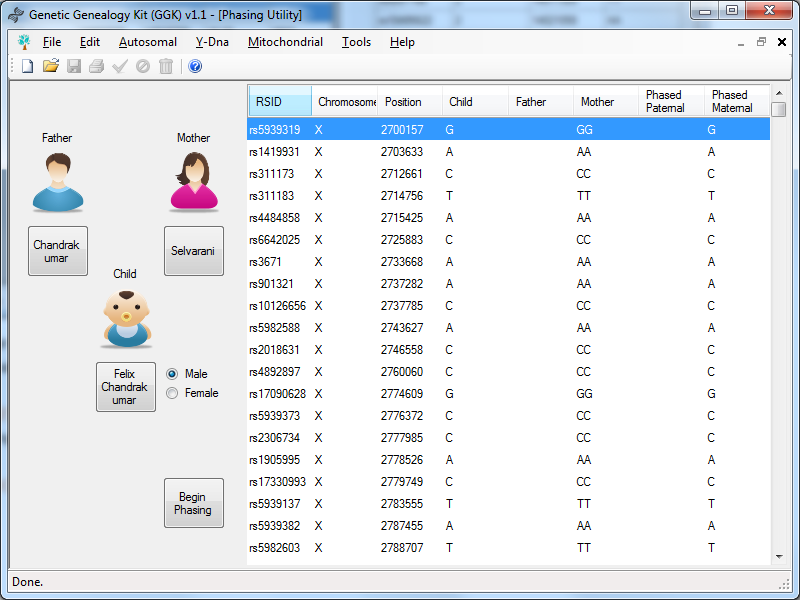 Genetic Genealogy Kit (GGK) v1.1 - [Phasing Utility]
File Edit Autosomal Y-Dna Mitochondrial Tools Help
Father Mother
Chandrak
umar
Selvarani
Child
Felix
Chandrak
umar
Male
Female
Begin
Phasing
RSID Chromosome Position Child Father Mother Phased Paternal Phased Maternal
rs5939319 X 2700157 G GG G
rs1419931 X 2703633 A AA A
rs311173 X 2712661 C CC C
rs311183 X 2714756 T TT T
rs4484858 X 2715425 A AA A
rs6642025 X 2725883 C CC C
rs3671 X 2733668 A AA A
rs901321 X 2737282 A AA A
rs10126656 X 2737785 C CC C
rs5982588 X 2743627 A AA A
rs2018631 X 2746558 C CC C
rs4892897 X 2760060 C CC C
rs17090628 X 2774609 G GG G
rs5939373 X 2776372 C CC C
rs2306734 X 2777985 C CC C
rs1905995 X 2778526 A AA A
rs17330993 X 2779749 C CC C
rs5939137 X 2783555 T TT T
rs5939382 X 2787455 A AA A
rs5982603 X 2788707 T TT T
Done.